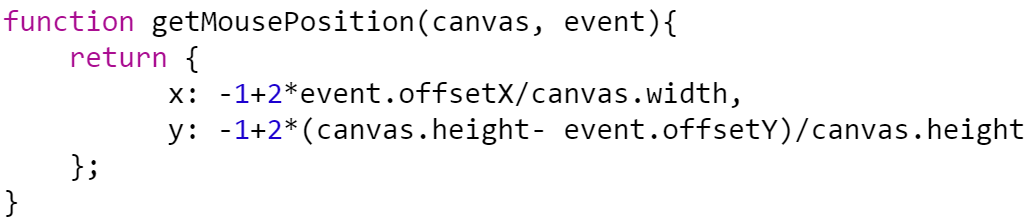 function getMousePosition(canvas, event){
    return {
          x: -1+2*event.offsetX/canvas.width,
          y: -1+2*(canvas.height- event.offsetY)/canvas.height
    };
}